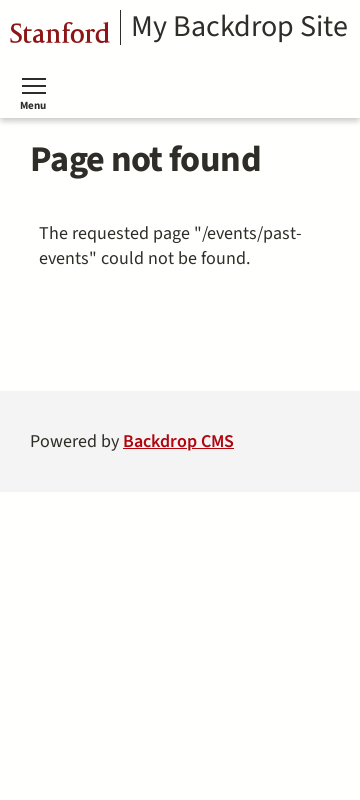 Stanford My Backdrop Site
Menu
Page not found
The requested page "/events/past-
events" could not be found.
Powered by Backdrop CMS